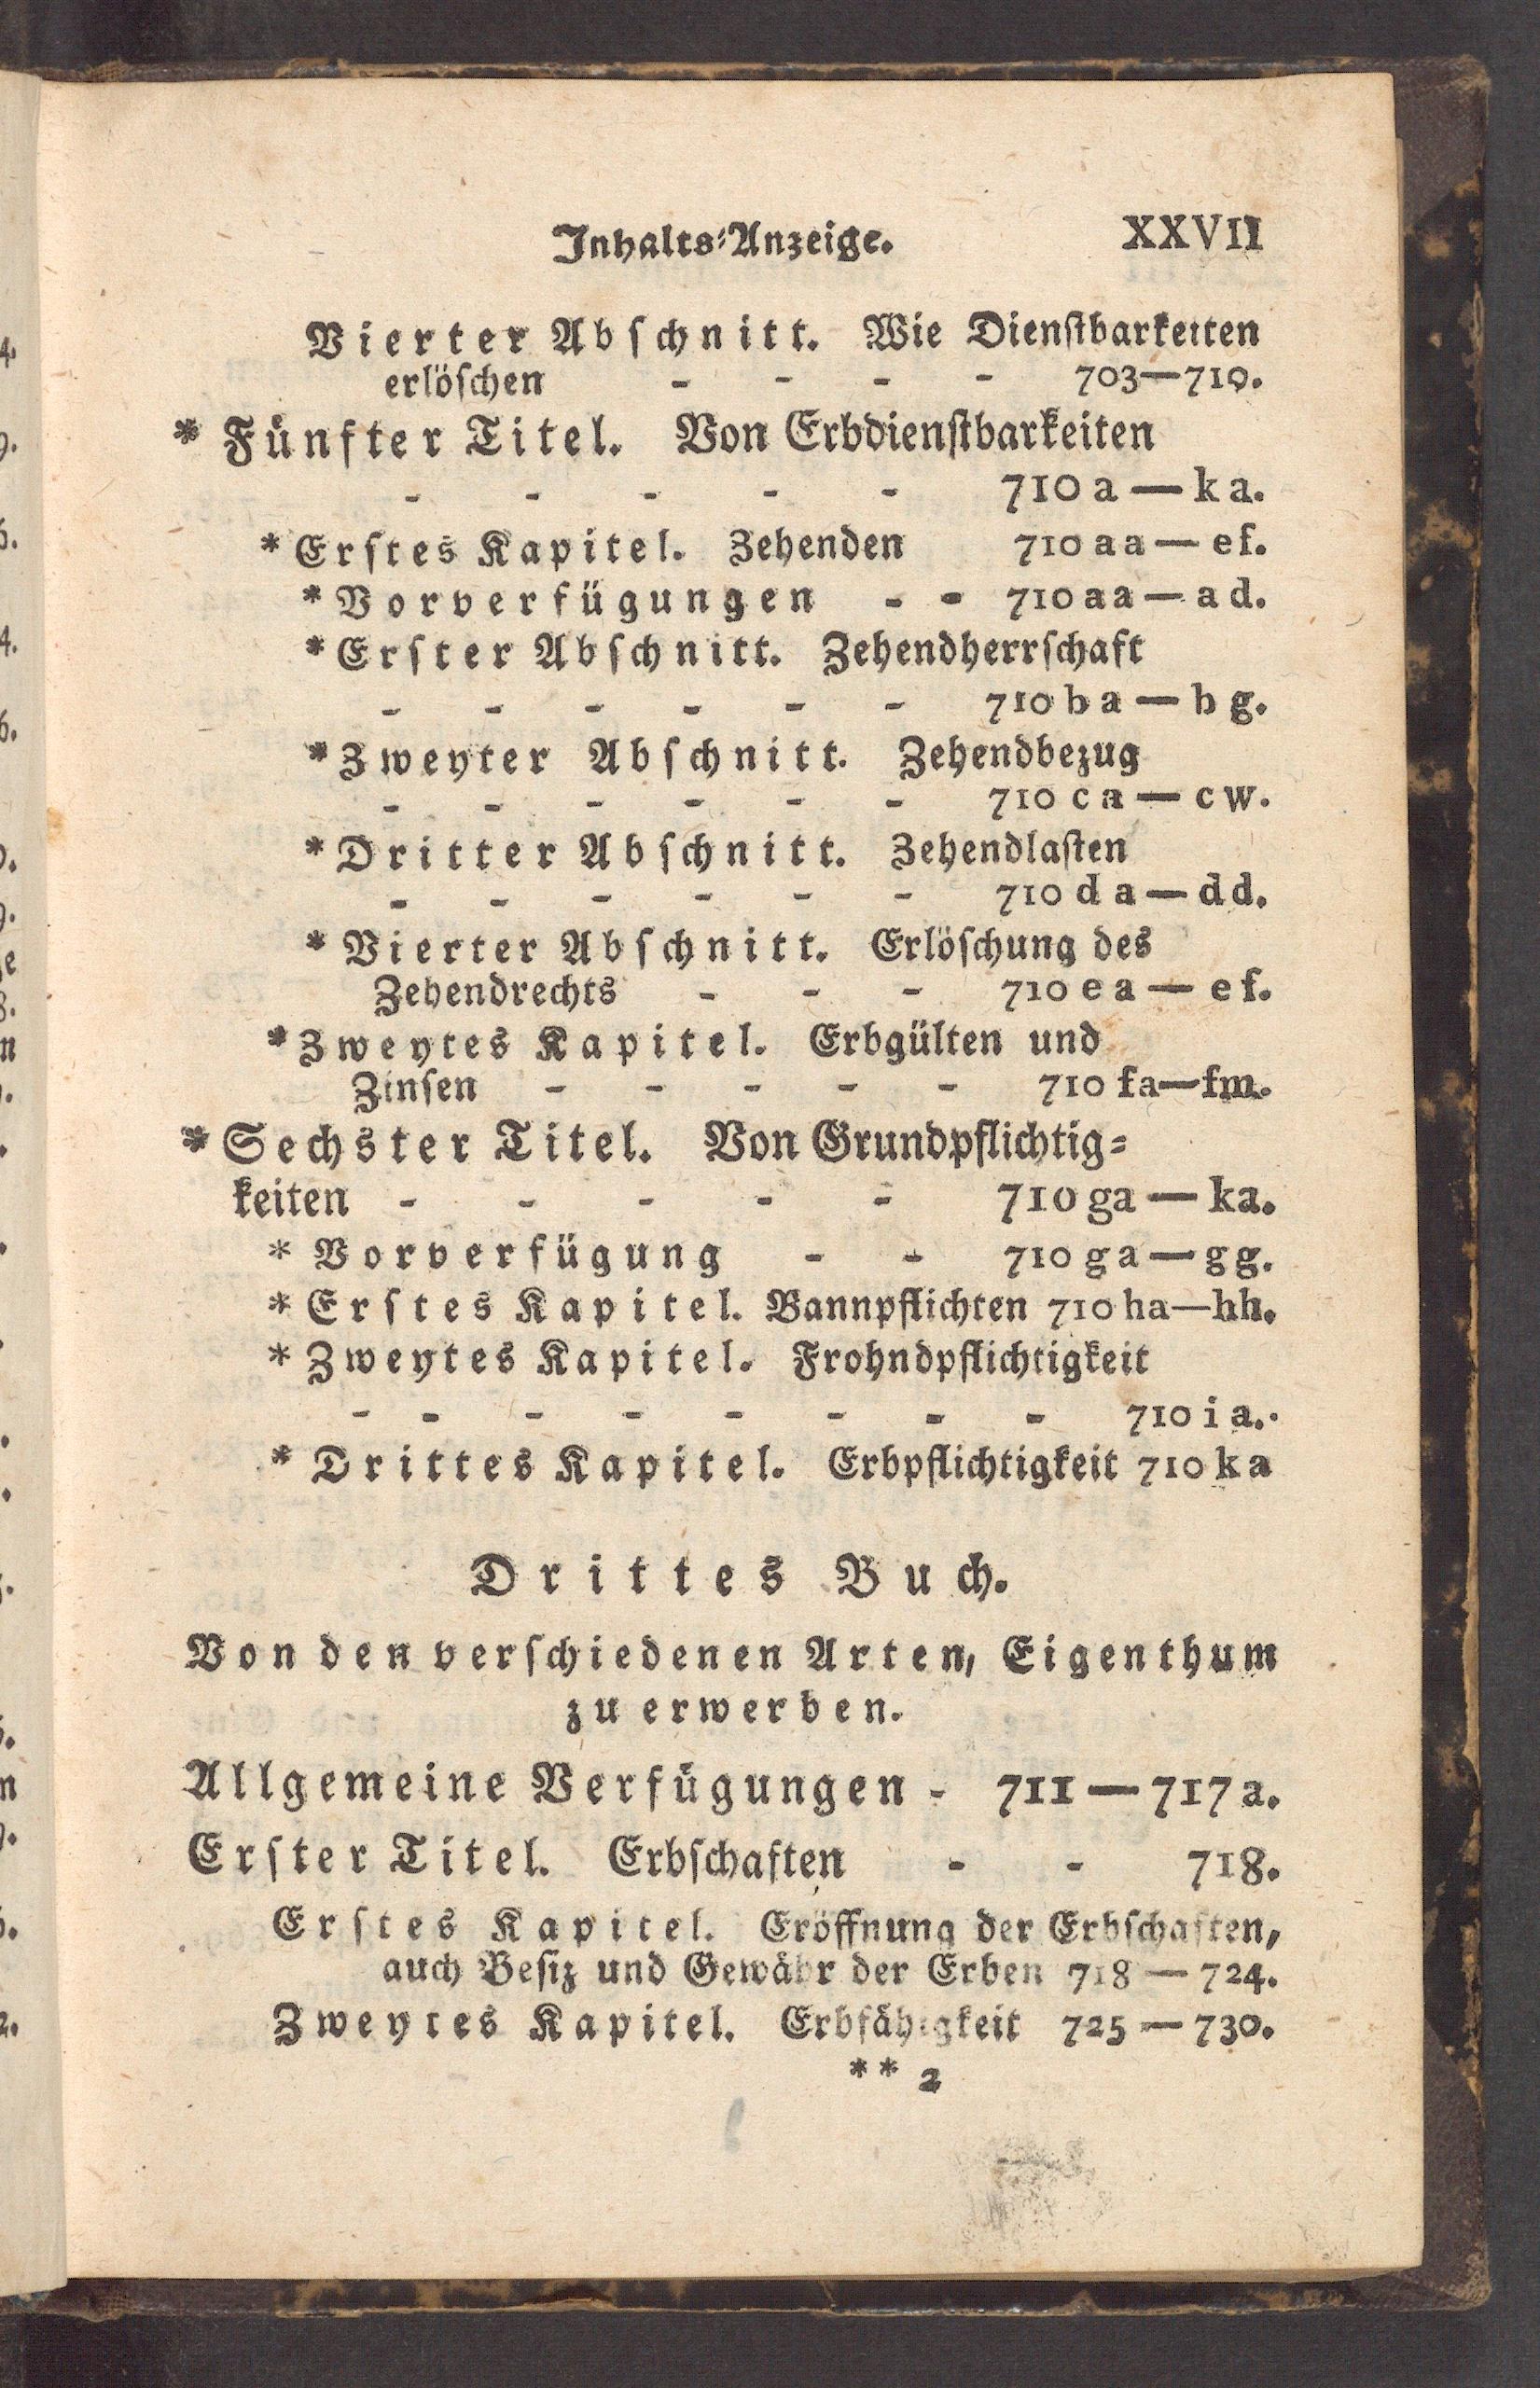 Inhalts-Anzeige. XXVII
Vierter Abschnitt. Wie Dienstbarkeiten
erlöschen - - - - 703—710.
* Fünfter Titel. Von Erbdienstbarkeiten
- - - - - 710 a — ka.
* Erstes Kapitel. Zehenden 710 aa — ef.
* Vorverfügungen - - 710 aa — ad.
* Erster Abschnitt. Zehendherrschaft
- - - - - - 710 ba — bg.
* Zweyter Abschnitt. Zehendbezug
- - - - - - 710 ca — cw.
* Dritter Abschnitt. Zehendlasten
- - - - - - 710 da — dd.
* Vierter Abschnitt. Erlöschung des
Zehendrechts - - - 710 ea — ef.
* Zweytes Kapitel. Erbgülten und
Zinsen - - - - - 710 fa—fm.
* Sechster Titel. Von Grundpflichtig-
keiten - - - - - 710 ga — ka.
* Vorverfügung - - 710 ga — gg.
* Erstes Kapitel. Bannpflichten 710 ha—hh.
* Zweytes Kapitel. Frohndpflichtigkeit
- - - - - - - - 710 ia.
* Drittes Kapitel. Erbpflichtigkeit 710 ka
Drittes Buch.
Von den verschiedenen Arten, Eigenthum
zu erwerben.
Allgemeine Verfügungen - 711 — 717 a.
Erster Titel. Erbschaften - - 718.
Erstes Kapitel. Eröffnung der Erbschaften,
auch Besiz und Gewähr der Erben 718 — 724.
Zweytes Kapitel. Erbfähigkeit 725 — 730.
** 2